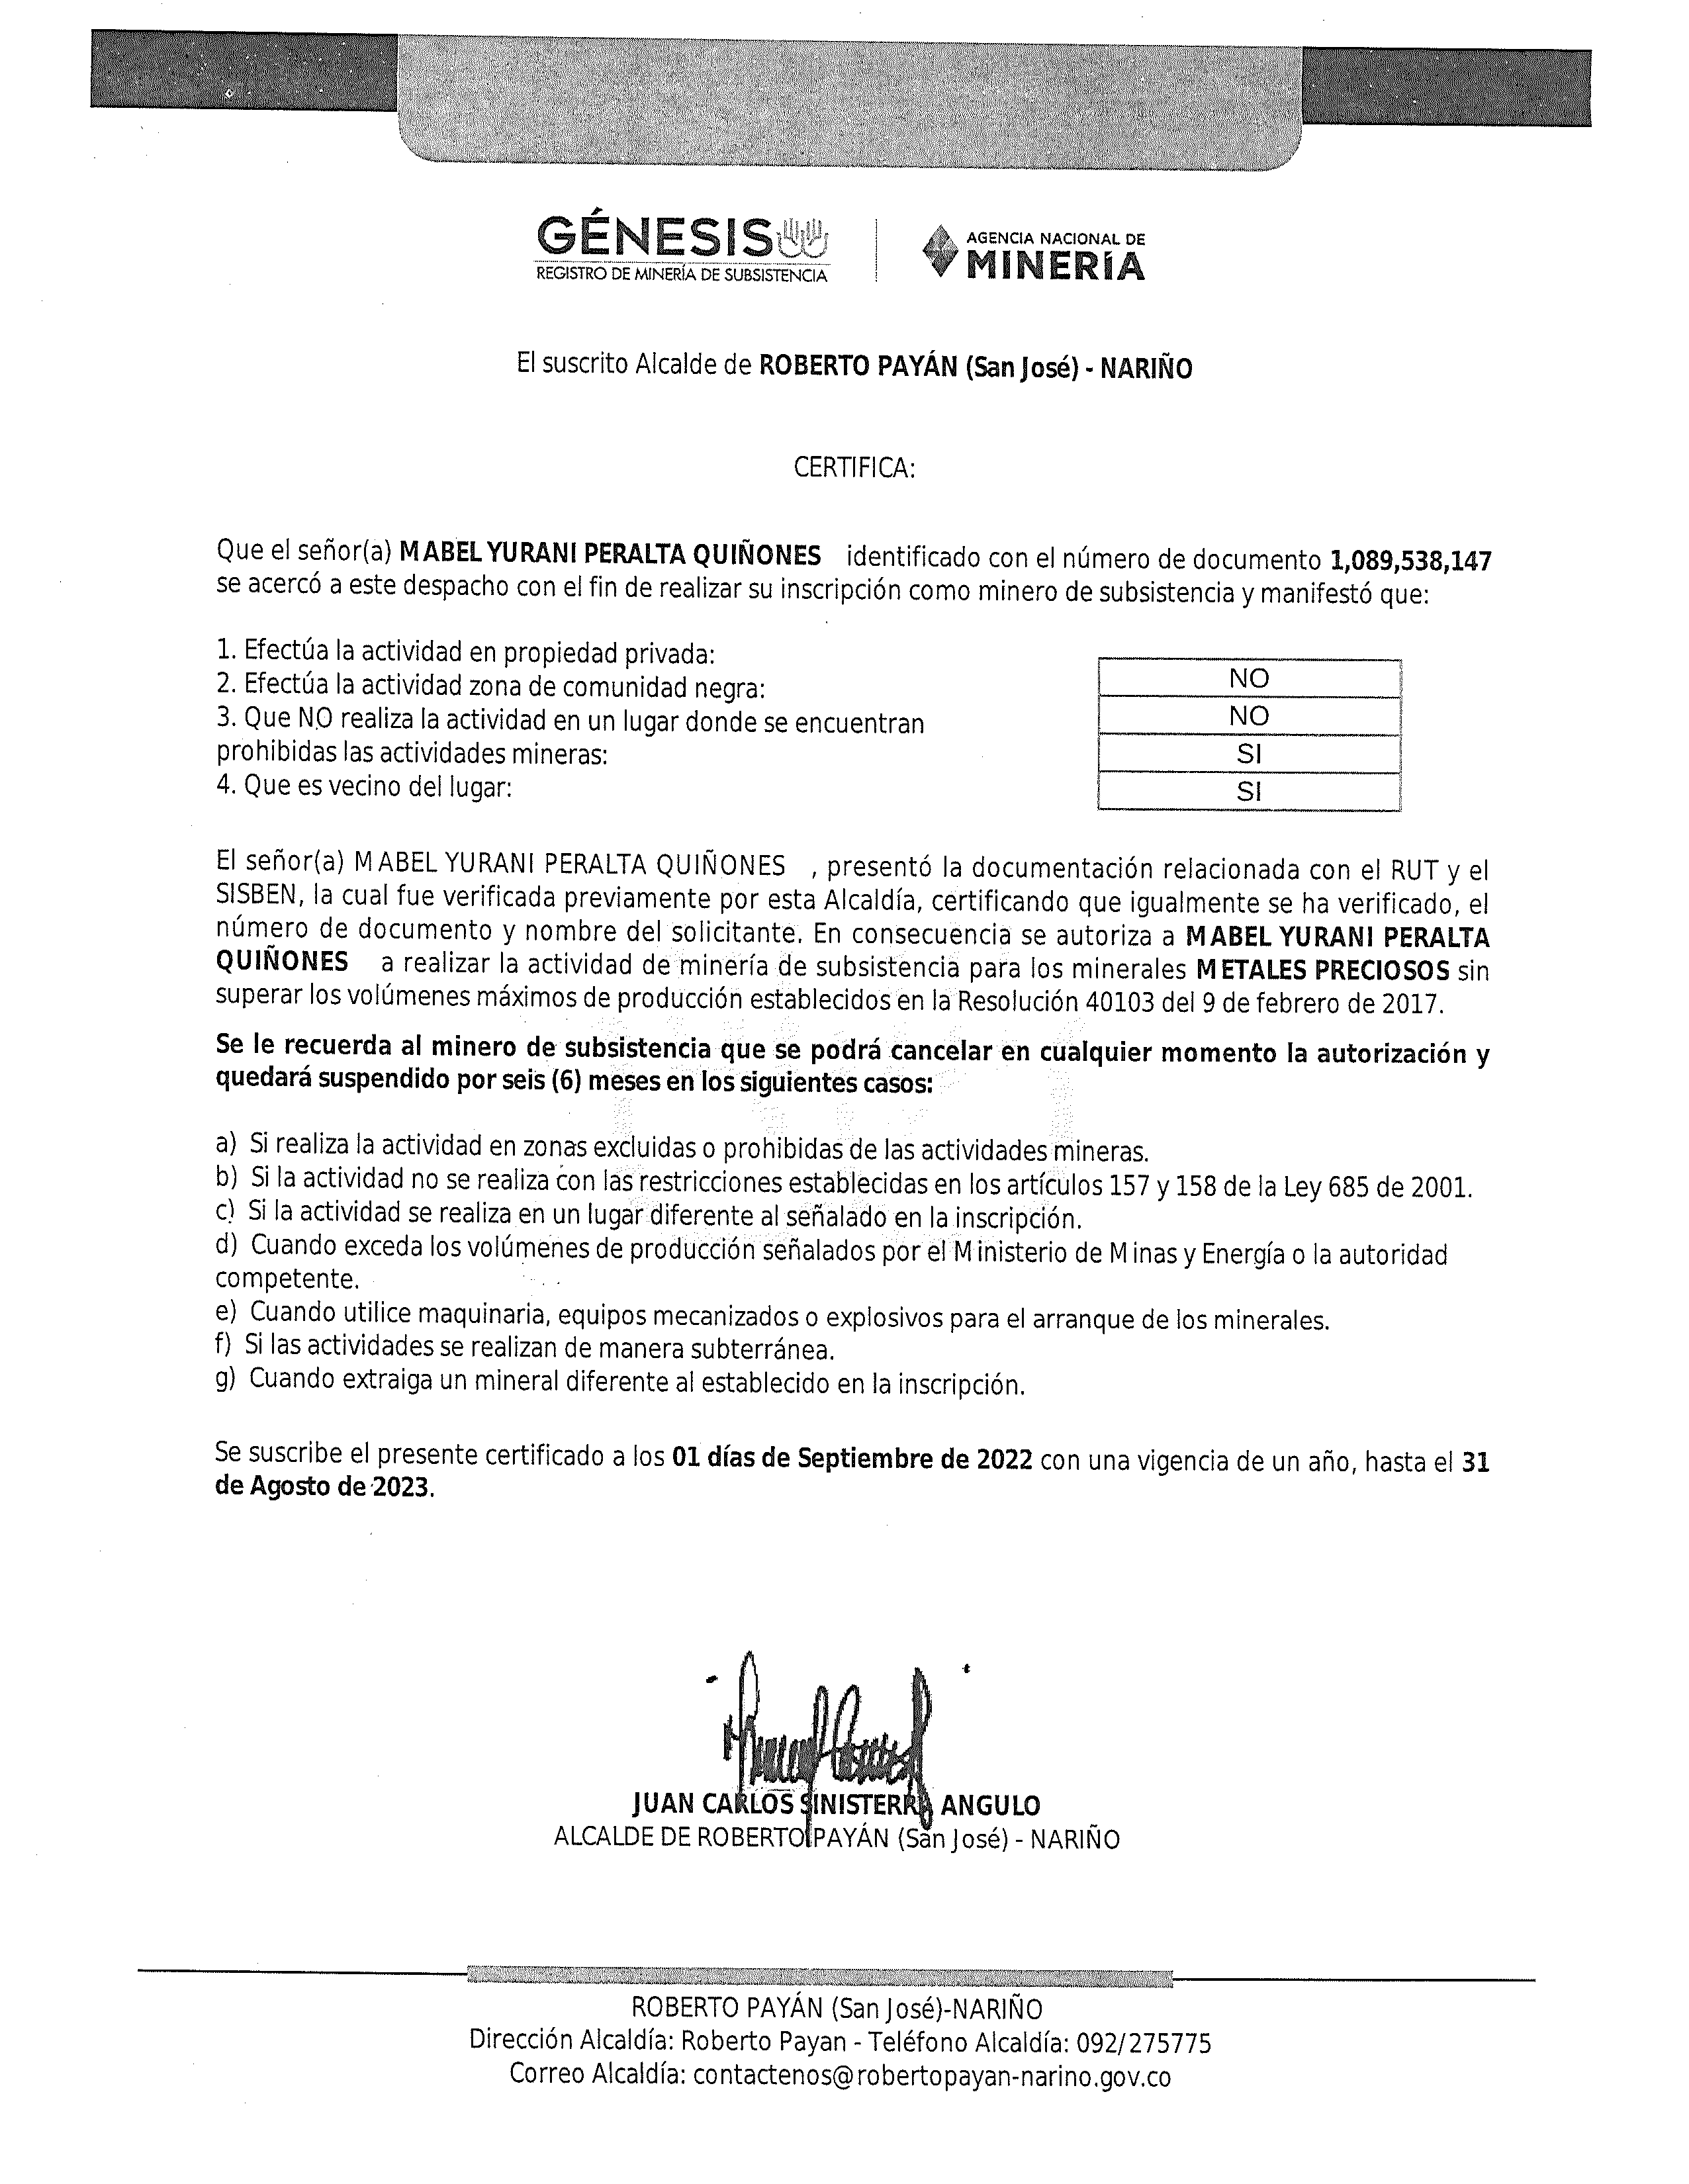 GÉNESIS
REGISTRO DE MINERÍA DE SUBSISTENCIA
AGENCIA NACIONAL DE
MINERÍA
El suscrito Alcalde de ROBERTO PAYÁN (San José) - NARIÑO
CERTIFICA:
Que el señor(a) MABEL YURANI PERALTA QUIÑONES identificado con el número de documento 1,089,538,147
se acercó a este despacho con el fin de realizar su inscripción como minero de subsistencia y manifestó que:
1. Efectúa la actividad en propiedad privada:
NO
2. Efectúa la actividad zona de comunidad negra:
NO
3. Que NO realiza la actividad en un lugar donde se encuentran
prohibidas las actividades mineras:
SI
4. Que es vecino del lugar:
SI
El señor(a) MABEL YURANI PERALTA QUIÑONES , presentó la documentación relacionada con el RUT y el
SISBEN, la cual fue verificada previamente por esta Alcaldía, certificando que igualmente se ha verificado, el
número de documento y nombre del solicitante. En consecuencia se autoriza a MABEL YURANI PERALTA
QUIÑONES a realizar la actividad de minería de subsistencia para los minerales METALES PRECIOSOS sin
superar los volúmenes máximos de producción establecidos en la Resolución 40103 del 9 de febrero de 2017.
Se le recuerda al minero de subsistencia que se podrá cancelar en cualquier momento la autorización y
quedará suspendido por seis (6) meses en los siguientes casos:
a) Si realiza la actividad en zonas excluidas o prohibidas de las actividades mineras.
b) Si la actividad no se realiza con las restricciones establecidas en los artículos 157 y 158 de la Ley 685 de 2001.
c) Si la actividad se realiza en un lugar diferente al señalado en la inscripción.
d) Cuando exceda los volúmenes de producción señalados por el Ministerio de Minas y Energía o la autoridad
competente.
e) Cuando utilice maquinaria, equipos mecanizados o explosivos para el arranque de los minerales.
f) Si las actividades se realizan de manera subterránea.
g) Cuando extraiga un mineral diferente al establecido en la inscripción.
Se suscribe el presente certificado a los 01 días de Septiembre de 2022 con una vigencia de un año, hasta el 31
de Agosto de 2023.
JUAN CARLOS SINISTERRA ANGULO
ALCALDE DE ROBERTO PAYÁN (San José) - NARIÑO
ROBERTO PAYÁN (San José)-NARIÑO
Dirección Alcaldía: Roberto Payan - Teléfono Alcaldía: 092/275775
Correo Alcaldía: contactenos@robertopayan-narino.gov.co